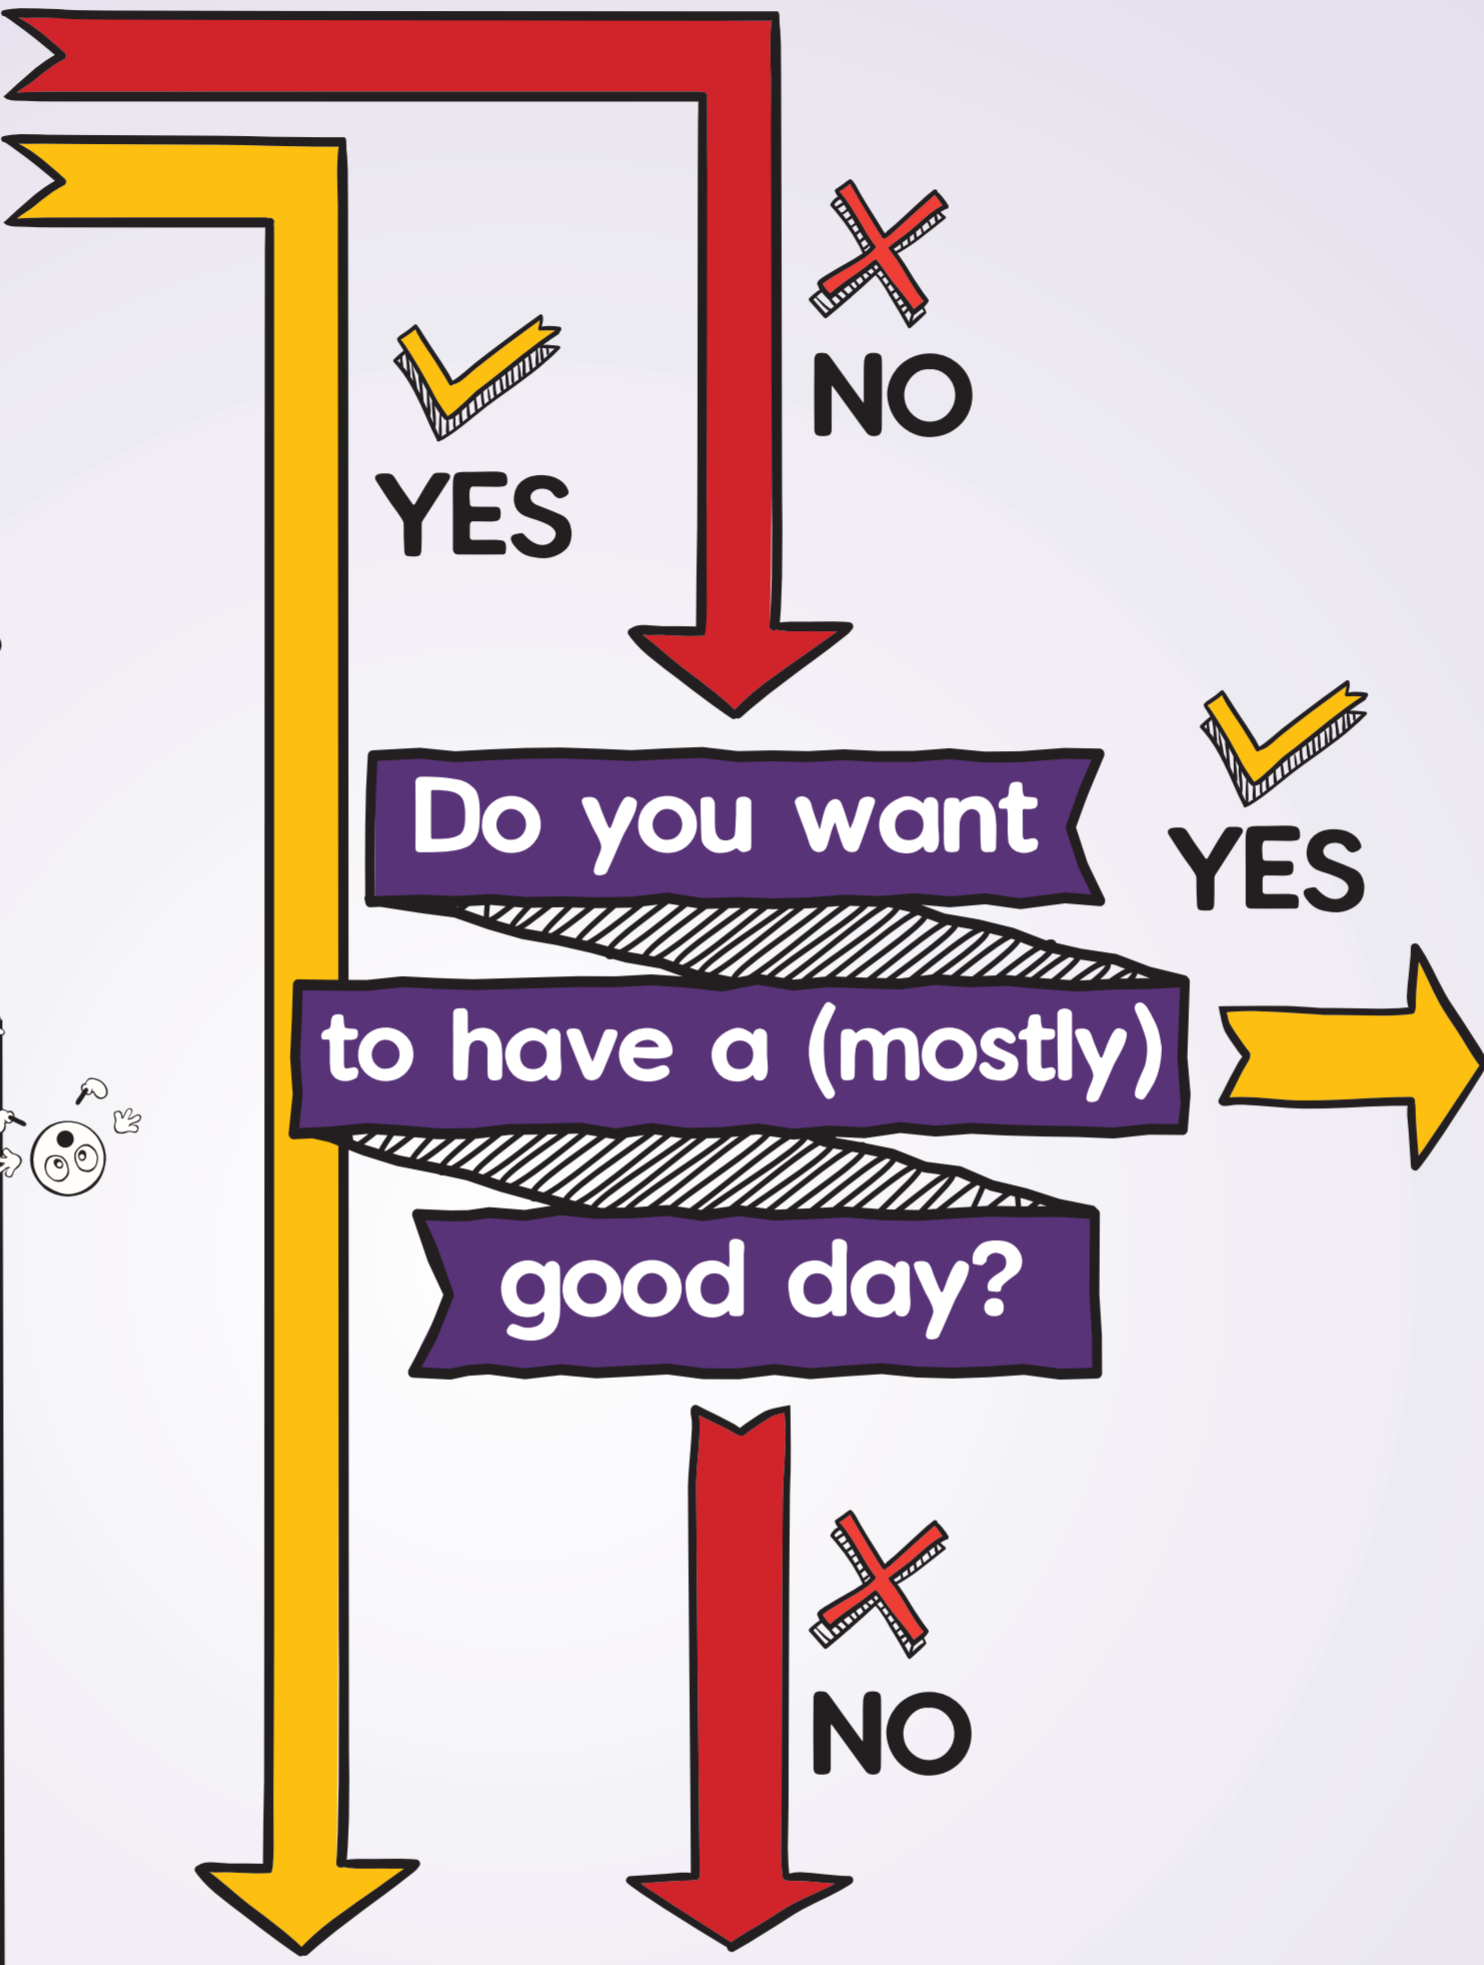 NO
YES
Do you want
YES
to have a (mostly)
good day?
NO